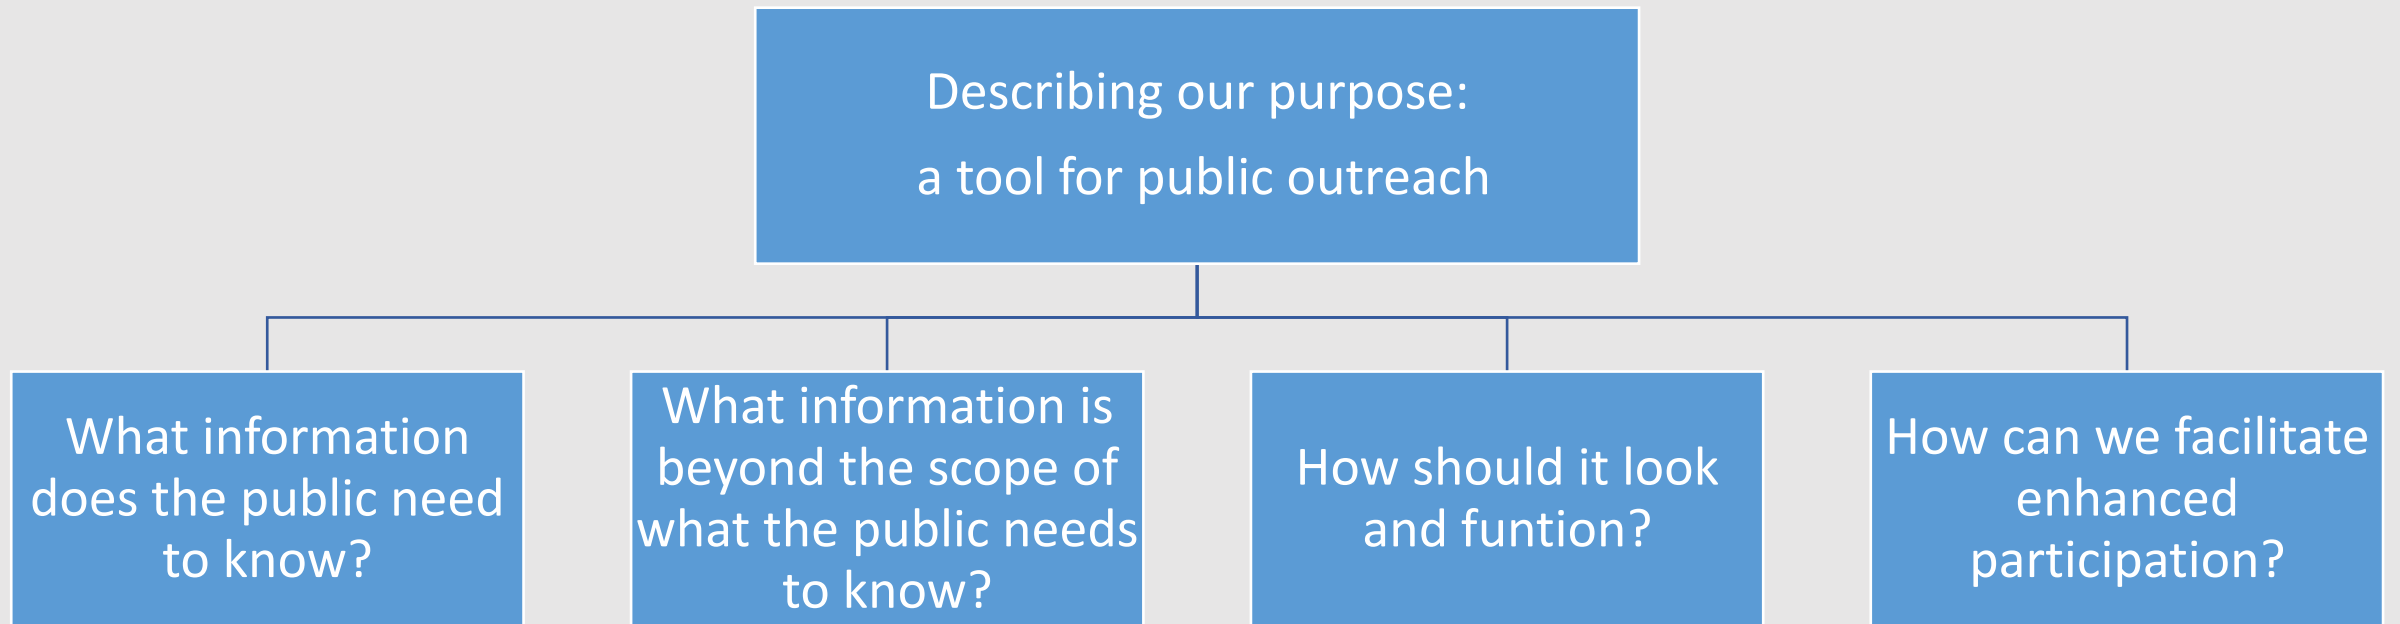 Describing our purpose:
a tool for public outreach
What information
does the public need
to know?
What information is
beyond the scope of
what the public needs
to know?
How should it look
and funtion?
How can we facilitate
enhanced
participation?